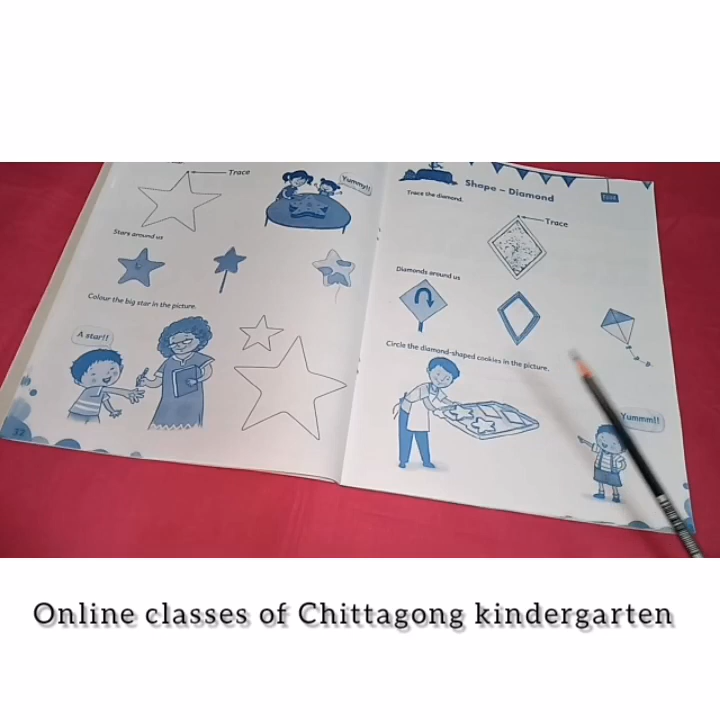 Trace
Yummy!!
Stars around us
Colour the big star in the picture.
A star!!
52
Shape – Diamond
Trace the diamond.
Trace
Diamonds around us
Circle the diamond-shaped cookies in the picture.
Yummm!!
Online classes of Chittagong kindergarten